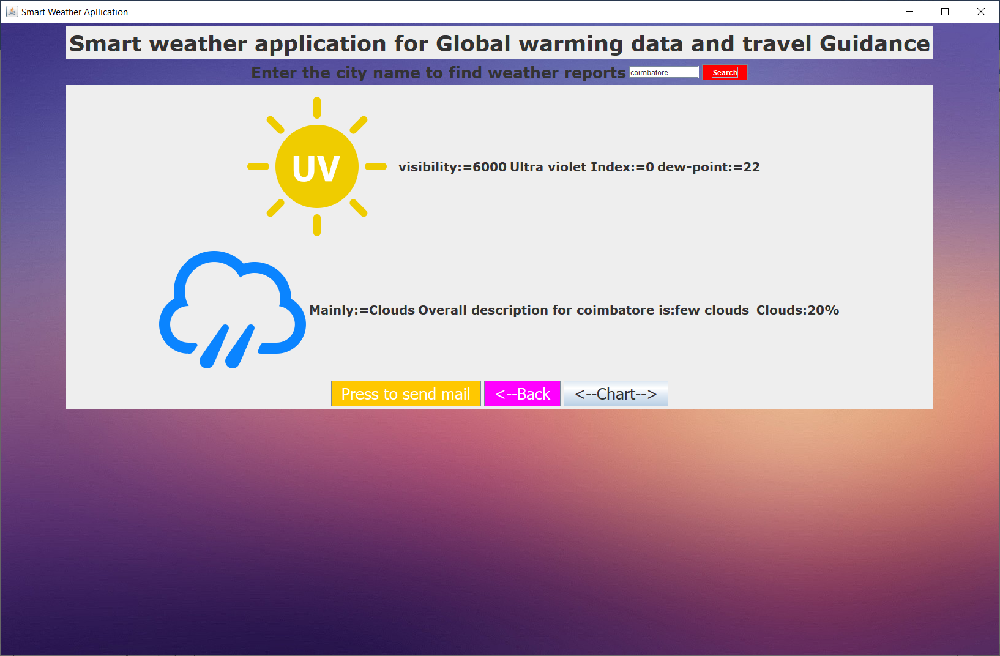 Smart Weather Apllication
Smart weather application for Global warming data and travel Guidance
Enter the city name to find weather reports coimbatore Search
UV visibility:=6000 Ultra violet Index:=0 dew-point:=22
Mainly:=Clouds Overall description for coimbatore is:few clouds Clouds:20%
Press to send mail <--Back <--Chart-->